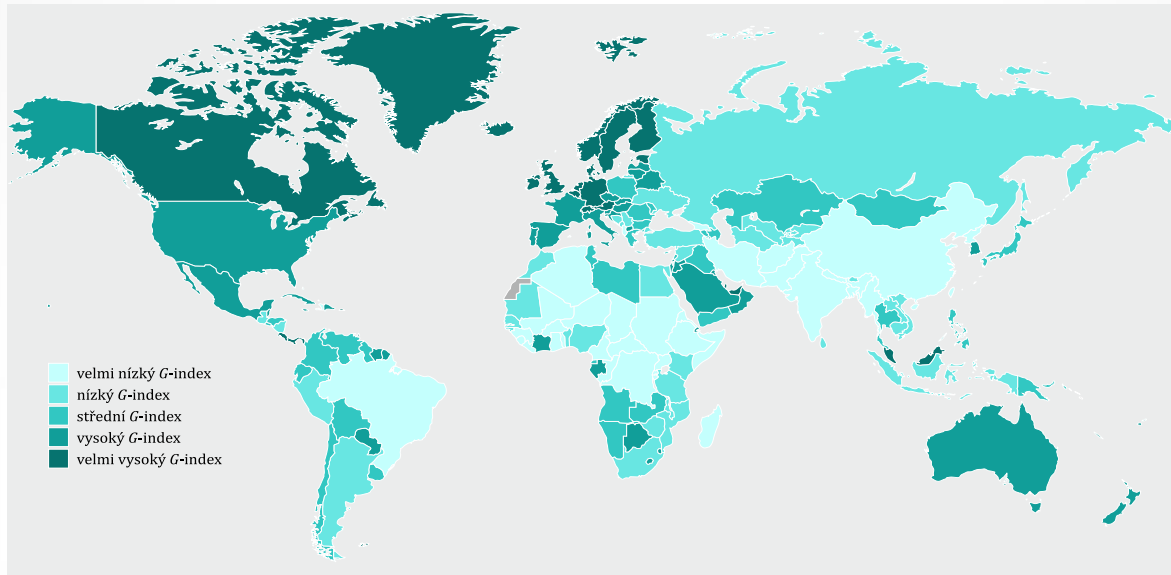 velmi nízký G-index
nízký G-index
střední G-index
vysoký G-index
velmi vysoký G-index